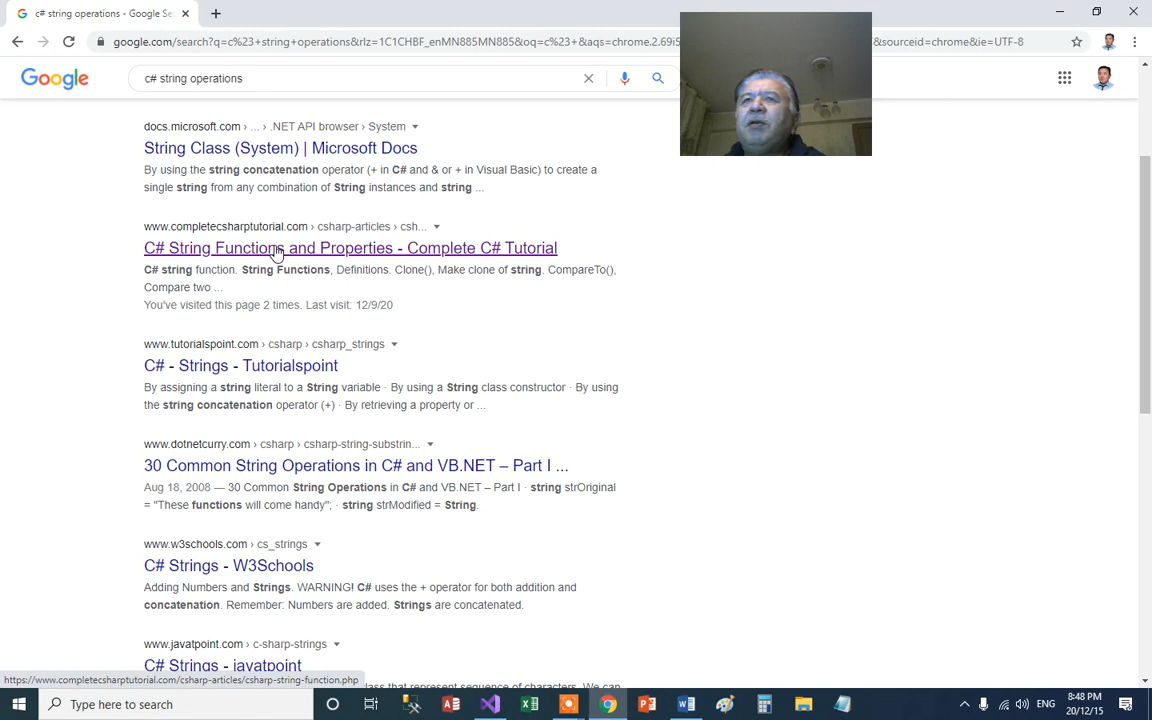 c# string operations - Google Se
google.com/search?q=c%23+string+operations&rlz=1C1CHBF_enMN885MN885&oq=c%23+&aqs=chrome.2.69i5
&sourceid=chrome&ie=UTF-8
Google
c# string operations
docs.microsoft.com › ... › .NET API browser › System
String Class (System) | Microsoft Docs
By using the string concatenation operator (+ in C# and & or + in Visual Basic) to create a
single string from any combination of String instances and string ...
www.completecsharptutorial.com › csharp-articles › csh...
C# String Functions and Properties - Complete C# Tutorial
C# string function. String Functions, Definitions. Clone(), Make clone of string. CompareTo(),
Compare two ...
You've visited this page 2 times. Last visit: 12/9/20
www.tutorialspoint.com › csharp › csharp_strings
C# - Strings - Tutorialspoint
By assigning a string literal to a String variable · By using a String class constructor · By using
the string concatenation operator (+) · By retrieving a property or ...
www.dotnetcurry.com › csharp › csharp-string-substrin...
30 Common String Operations in C# and VB.NET – Part I ...
Aug 18, 2008 — 30 Common String Operations in C# and VB.NET – Part I · string strOriginal
= "These functions will come handy"; · string strModified = String.
www.w3schools.com › cs_strings
C# Strings - W3Schools
Adding Numbers and Strings. WARNING! C# uses the + operator for both addition and
concatenation. Remember: Numbers are added. Strings are concatenated.
www.javatpoint.com › c-sharp-strings
C# Strings - javatpoint
https://www.completecsharptutorial.com/csharp-articles/csharp-string-function.php
lass that represent sequence of characters. We can
Type here to search
ENG
8:48 PM
20/12/15